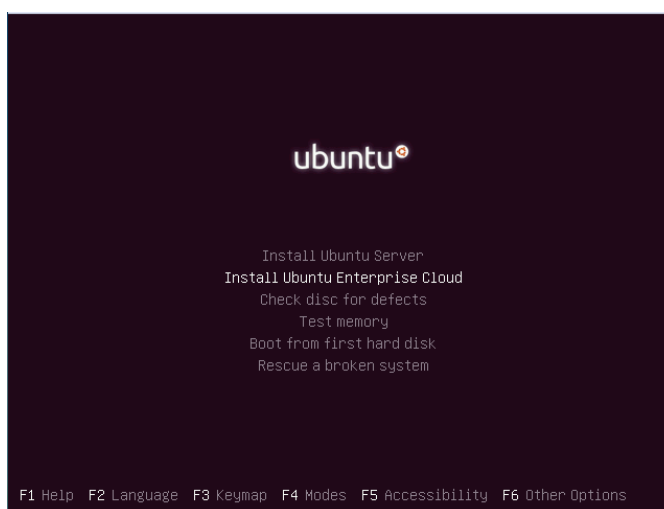 ubuntu
Install Ubuntu Server
Install Ubuntu Enterprise Cloud
Check disc for defects
Test memory
Boot from first hard disk
Rescue a broken system
F1 Help F2 Language F3 Keymap F4 Modes F5 Accessibility F6 Other Options